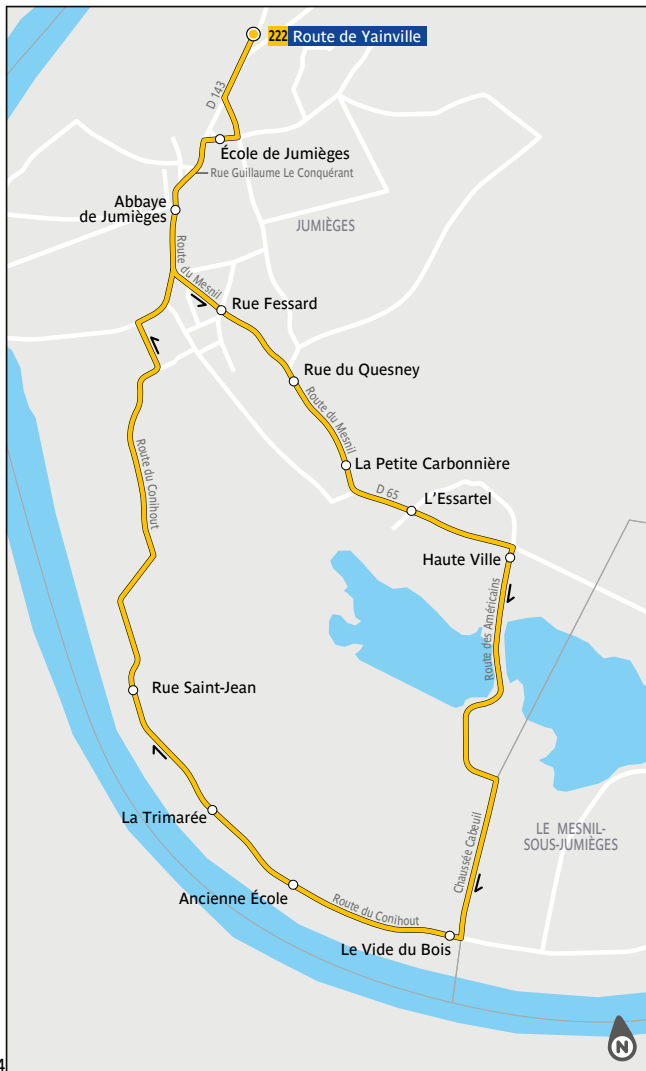 222 Route de Yainville
D 143
École de Jumièges
Rue Guillaume Le Conquérant
Abbaye
de Jumièges
JUMIÈGES
Route du Mesnil
Rue Fessard
Rue du Quesney
Route du Mesnil
La Petite Carbonnière
D 65
L'Essartel
Route du Conihout
Haute Ville
Route des Américains
Rue Saint-Jean
La Trimarée
Chaussée Cabeuil
LE MESNIL-
SOUS-JUMIÈGES
Ancienne École
Route du Conihout
Le Vide du Bois
N
4